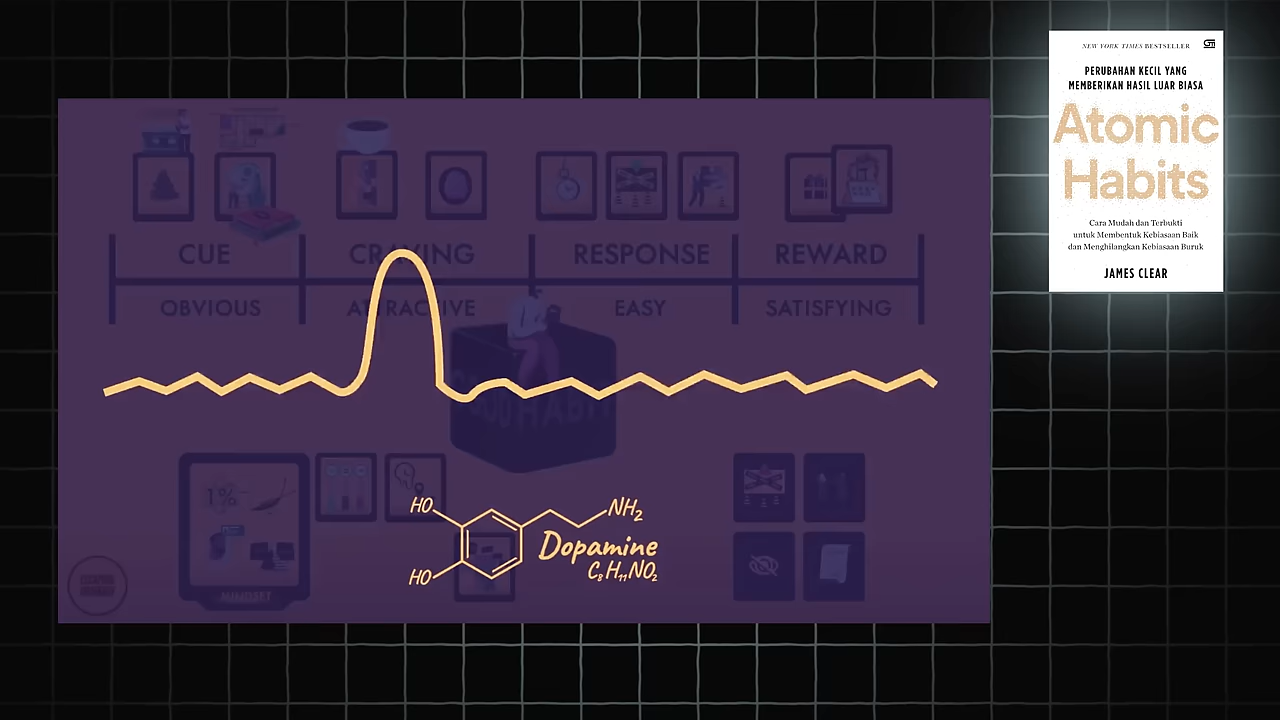 NEW YORK TIMES BESTSELLER
PERUBAHAN KECIL YANG
MEMBERIKAN HASIL LUAR BIASA
Atomic
Habits
Cara Mudah dan Terbukti
untuk Membentuk Kebiasaan Baik
dan Menghilangkan Kebiasaan Buruk
JAMES CLEAR
CUE CRAVING RESPONSE REWARD
OBVIOUS ATTRACTIVE EASY SATISFYING
HABIT
1%
HO NH₂
Dopamine
C₈H₁₁NO₂
HO
MINDSET